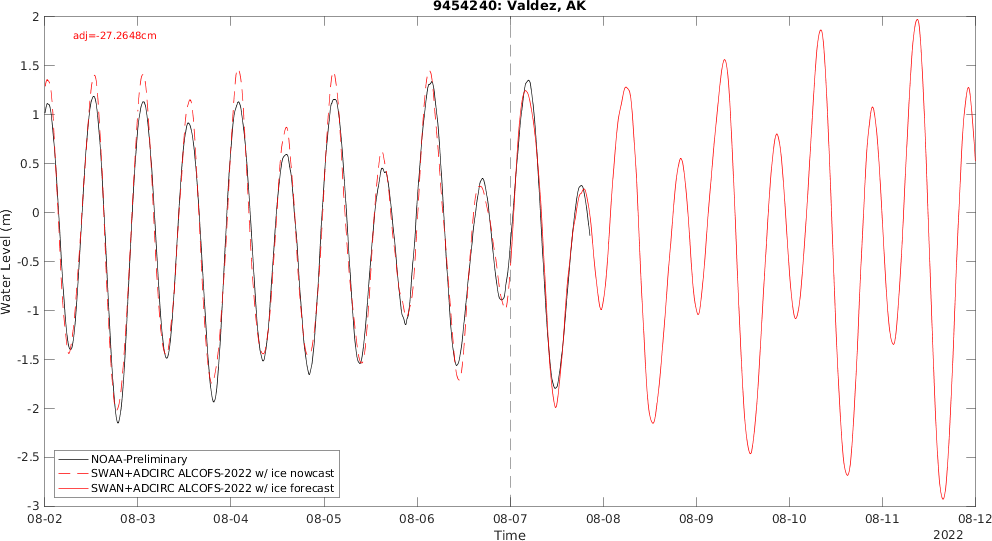 9454240: Valdez, AK
adj=-27.2648cm
Water Level (m)
2
1.5
1
0.5
0
-0.5
-1
-1.5
-2
-2.5
-3
NOAA-Preliminary
SWAN+ADCIRC ALCOFS-2022 w/ ice nowcast
SWAN+ADCIRC ALCOFS-2022 w/ ice forecast
08-02 08-03 08-04 08-05 08-06 08-07 08-08 08-09 08-10 08-11 08-12
Time
2022